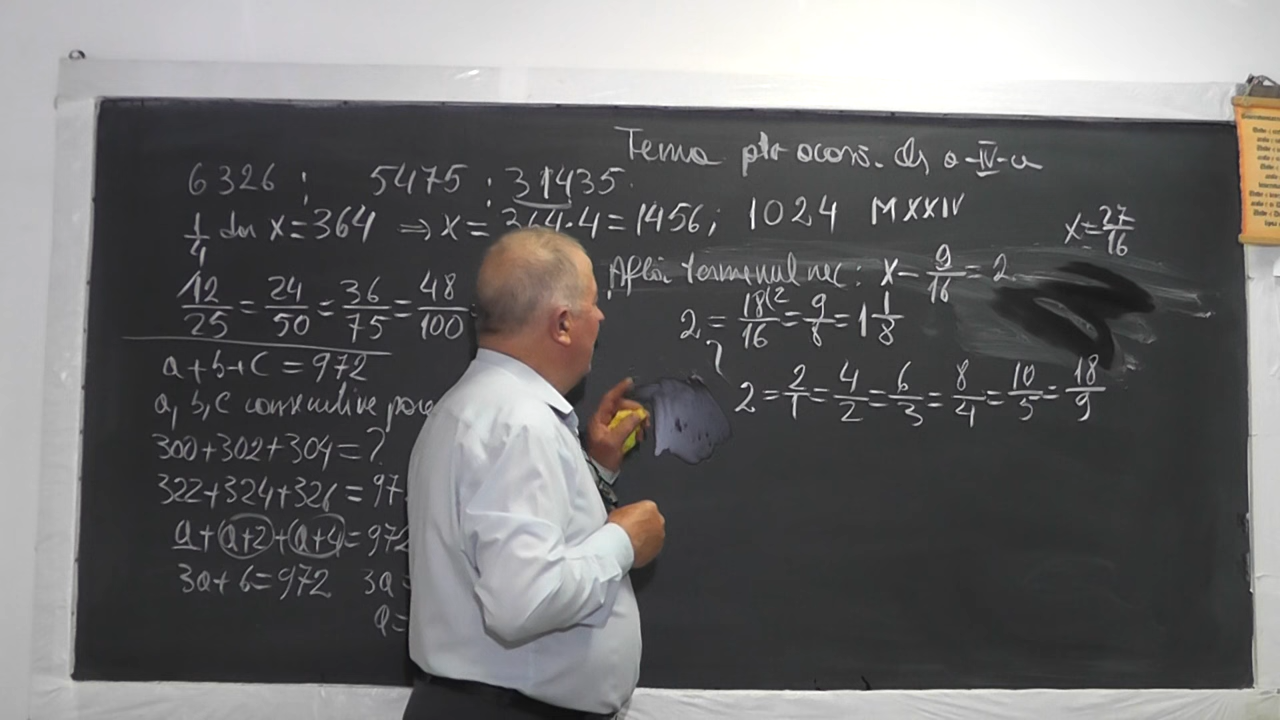 Tema ptr acasă. Cls a-IV-a
6326 ; 5475 ; 31435.
1/4 din x=364 ⇒ x= 364·4=1456; 1024 MXXIV
x=27/16
Află termenul nec: x-9/16=2
12/25=24/50=36/75=48/100
2=18/16(2=9/8=1 1/8
?
2=2/1=4/2=6/3=8/4=10/5=18/9
a+b+c=972
a, b, c consecutive
300+302+304=?
322+324+326=97
a+(a+2)+(a+4)=972
3a+6=972 3a=
a=